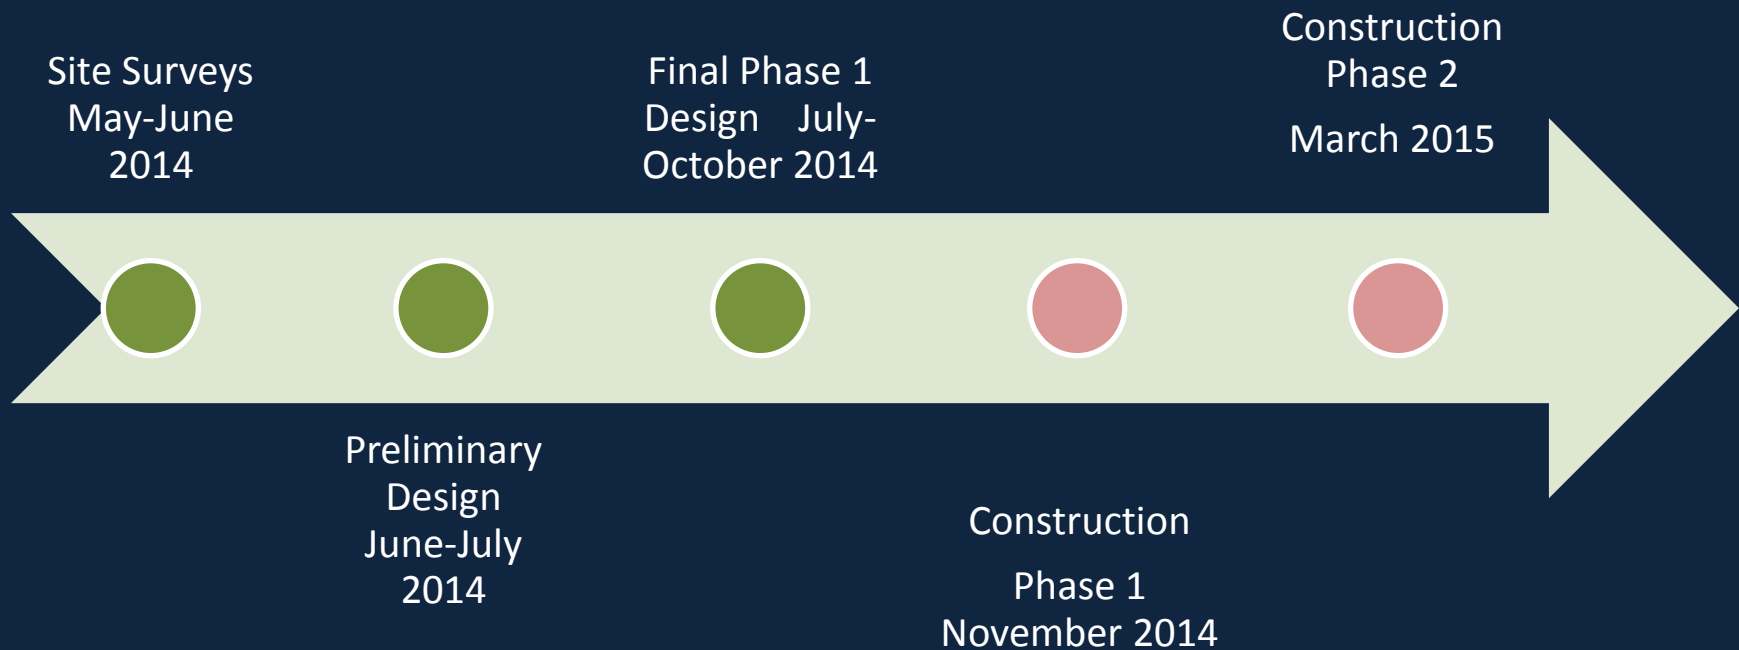 Site Surveys
May-June
2014
Preliminary
Design
June-July
2014
Final Phase 1
Design July-
October 2014
Construction
Phase 1
November 2014
Construction
Phase 2
March 2015